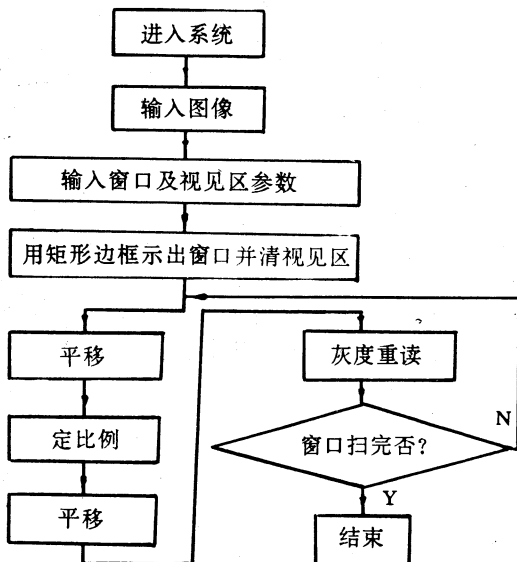 进入系统
输入图像
输入窗口及视见区参数
用矩形边框示出窗口并清视见区
平移
定比例
平移
灰度重读
窗口扫完否?
N
Y
结束